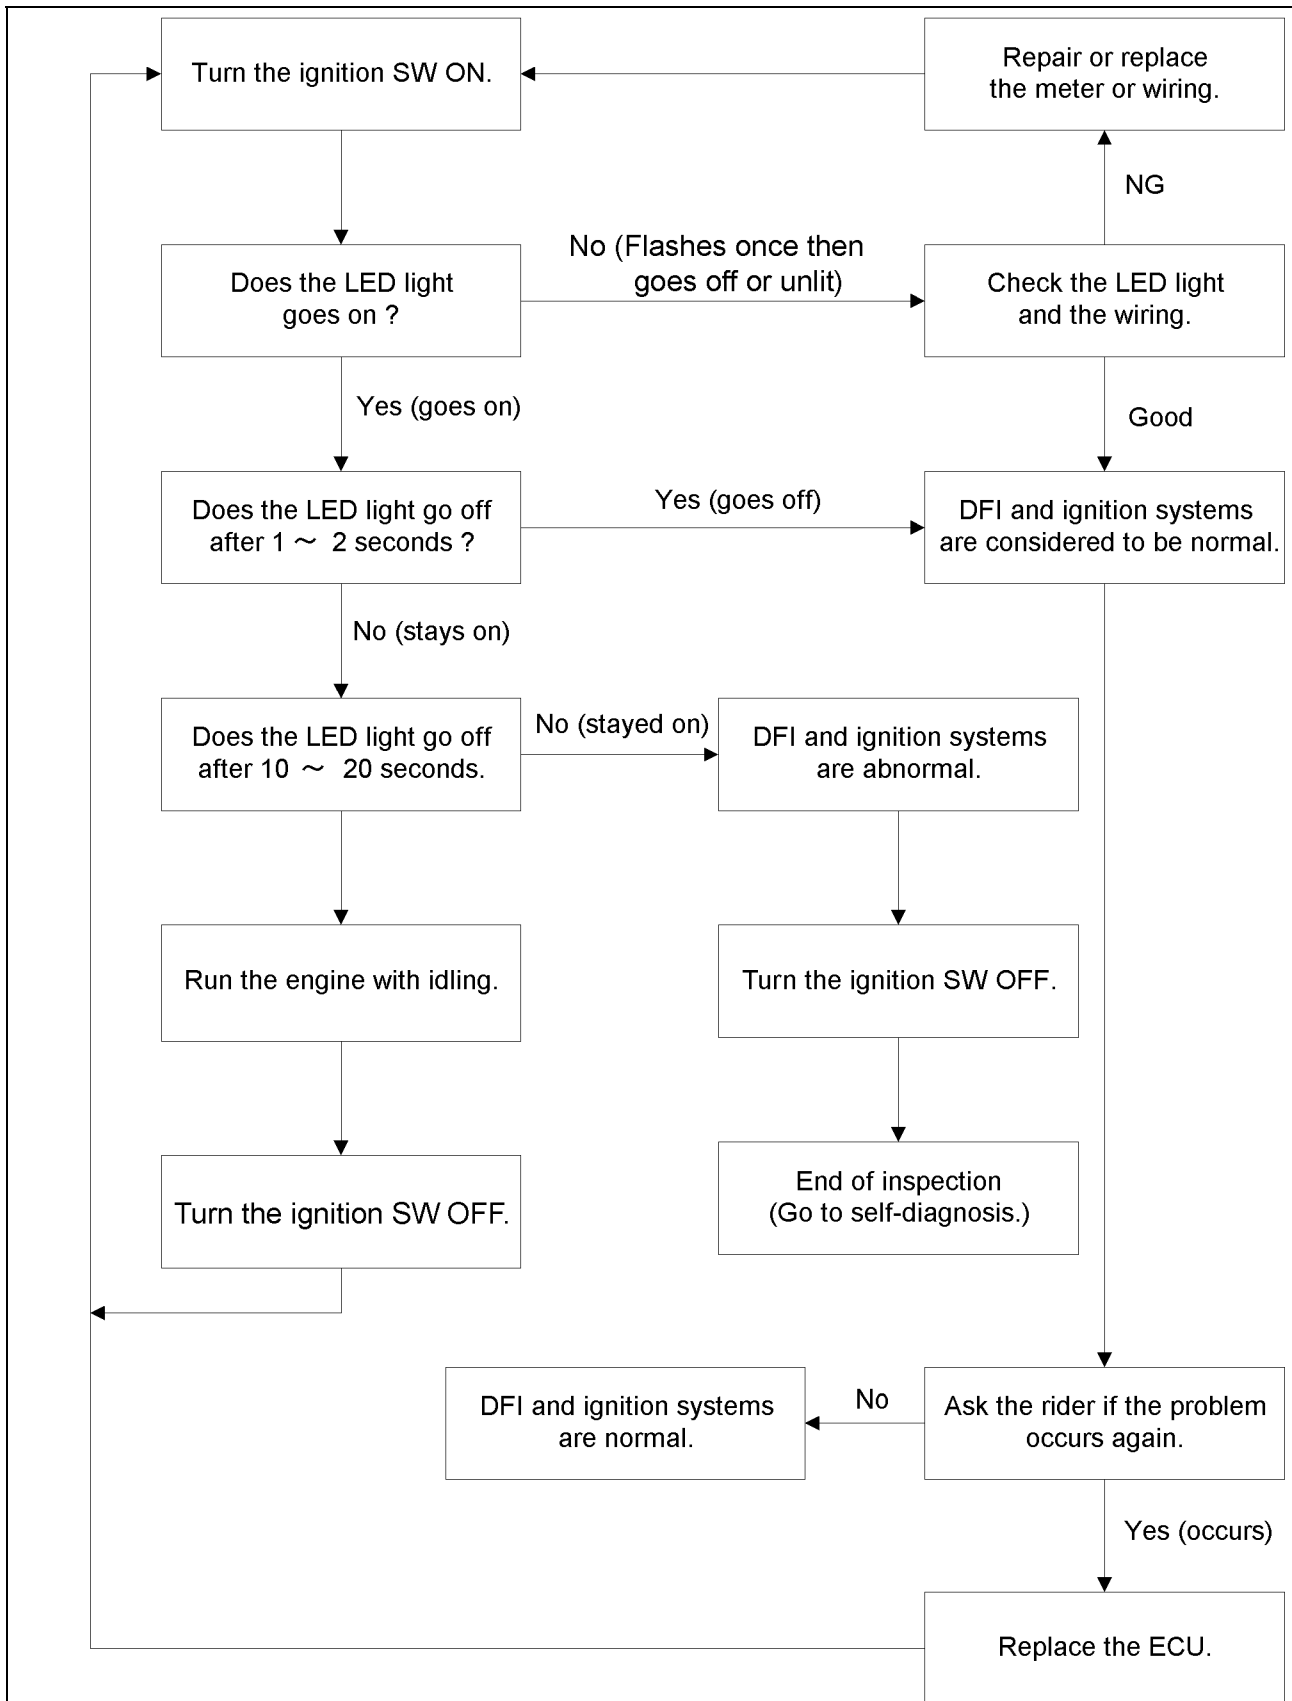 Turn the ignition SW ON.
Repair or replace
the meter or wiring.
NG
No (Flashes once then
goes off or unlit)
Does the LED light
goes on ?
Check the LED light
and the wiring.
Yes (goes on)
Good
Does the LED light go off
after 1 ～ 2 seconds ?
Yes (goes off)
DFI and ignition systems
are considered to be normal.
No (stays on)
Does the LED light go off
after 10 ～ 20 seconds.
No (stayed on)
DFI and ignition systems
are abnormal.
Run the engine with idling.
Turn the ignition SW OFF.
Turn the ignition SW OFF.
End of inspection
(Go to self-diagnosis.)
DFI and ignition systems
are normal.
No
Ask the rider if the problem
occurs again.
Yes (occurs)
Replace the ECU.